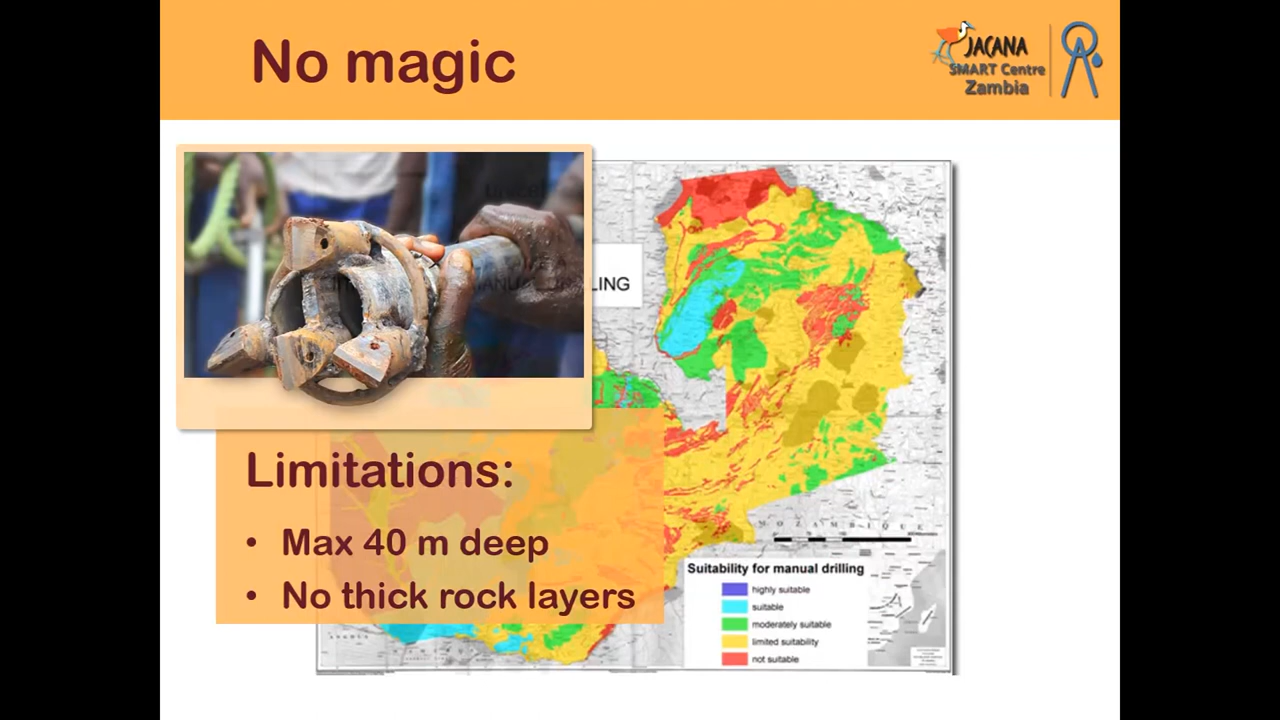 No magic
JACANA
SMART Centre
Zambia
LING
Limitations:
• Max 40 m deep
• No thick rock layers
MOZAMBIQUE
Suitability for manual drilling
highly suitable
suitable
moderately suitable
limited suitability
not suitable